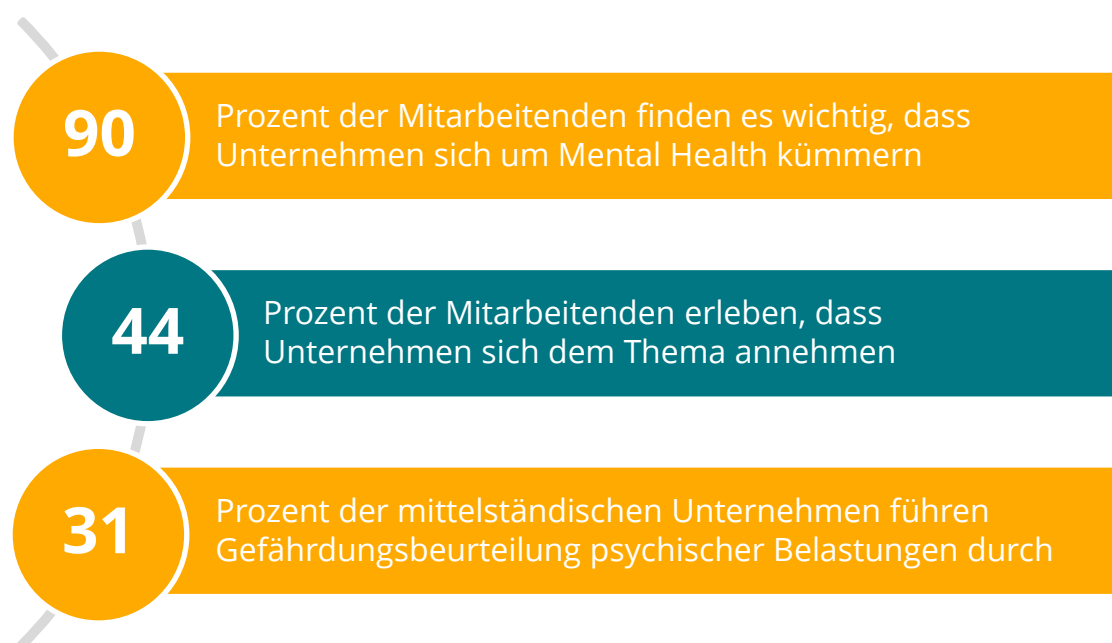 90
Prozent der Mitarbeitenden finden es wichtig, dass
Unternehmen sich um Mental Health kümmern
44
Prozent der Mitarbeitenden erleben, dass
Unternehmen sich dem Thema annehmen
31
Prozent der mittelständischen Unternehmen führen
Gefährdungsbeurteilung psychischer Belastungen durch